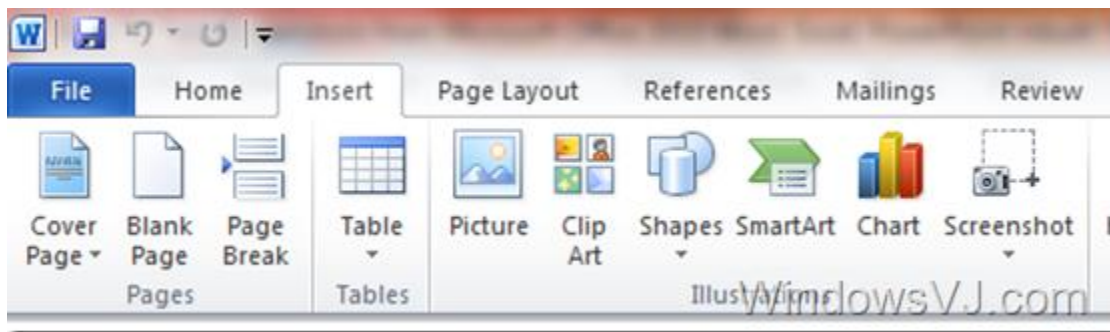 W
File Home Insert Page Layout References Mailings Review
Cover Blank Page Table Picture Clip Shapes SmartArt Chart Screenshot
Page Page Break Art
Pages Tables Illustrations
WindowsVJ.com